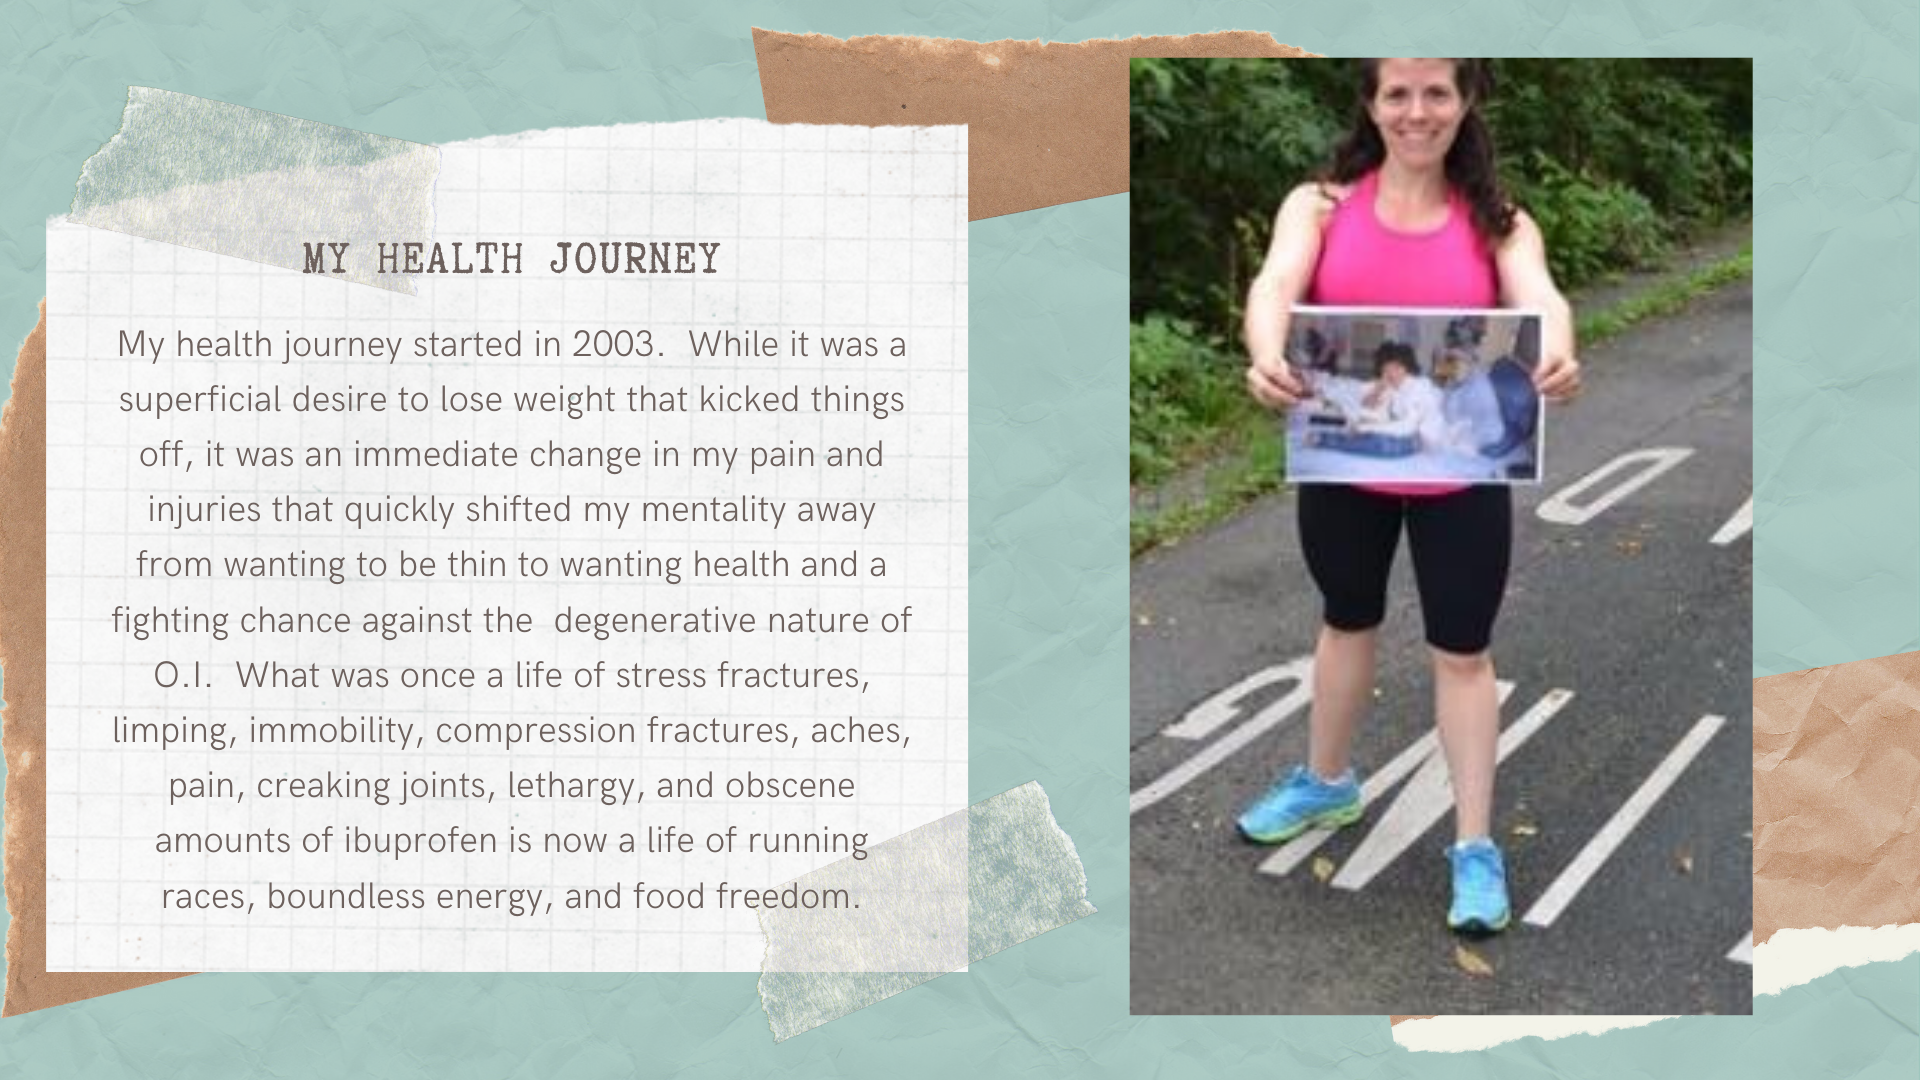 MY HEALTH JOURNEY
My health journey started in 2003.  While it was a
superficial desire to lose weight that kicked things
off, it was an immediate change in my pain and
injuries that quickly shifted my mentality away
from wanting to be thin to wanting health and a
fighting chance against the  degenerative nature of
O.I.  What was once a life of stress fractures,
limping, immobility, compression fractures, aches,
pain, creaking joints, lethargy, and obscene
amounts of ibuprofen is now a life of running
races, boundless energy, and food freedom.